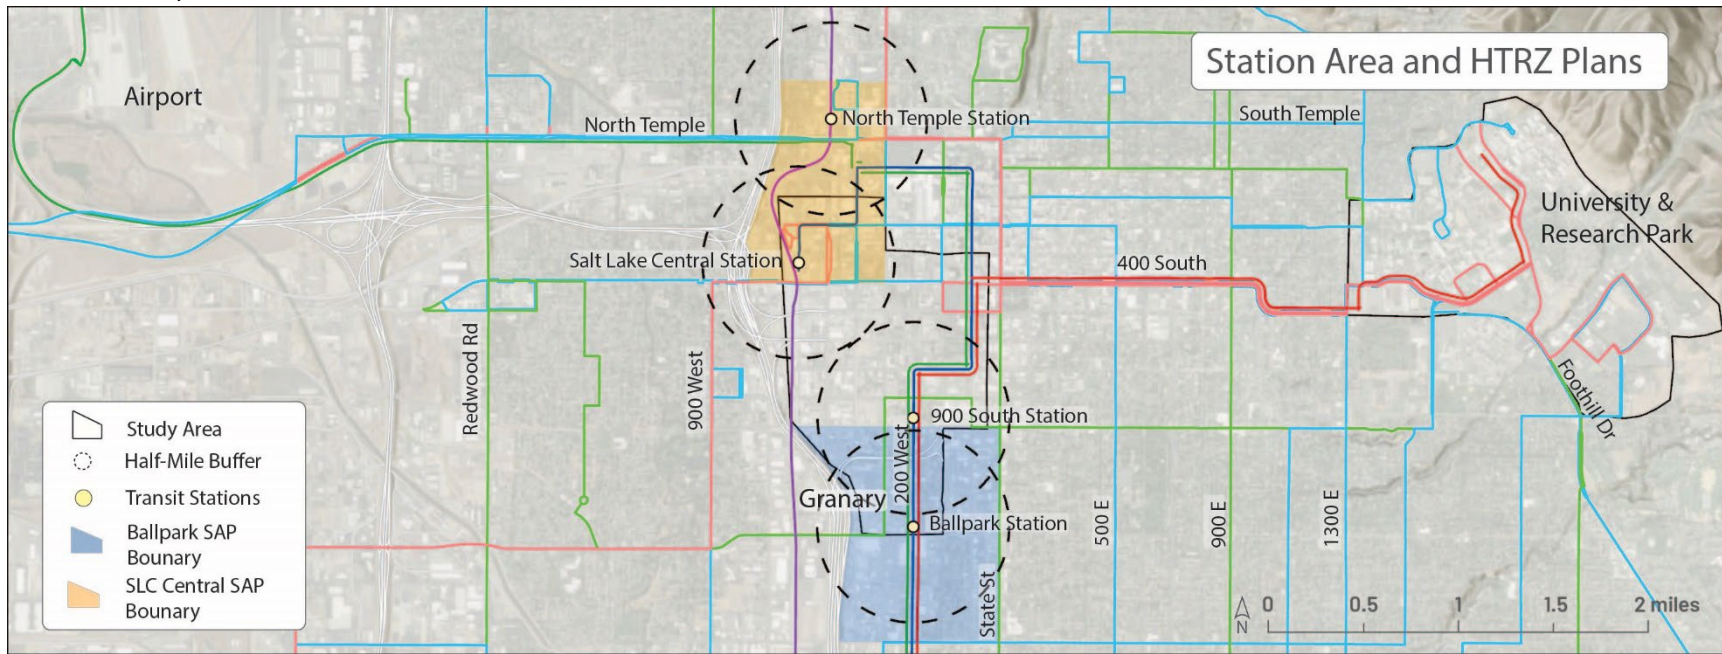 Station Area and HTRZ Plans
Airport
North Temple
North Temple Station
South Temple
University &
Research Park
Salt Lake Central Station
400 South
Redwood Rd
900 West
Foothill Dr
900 South Station
200 West
Granary
Ballpark Station
State St
500 E
900 E
1300 E
Study Area
Half-Mile Buffer
Transit Stations
Ballpark SAP
Bounary
SLC Central SAP
Bounary
N
0 0.5 1 1.5 2 miles